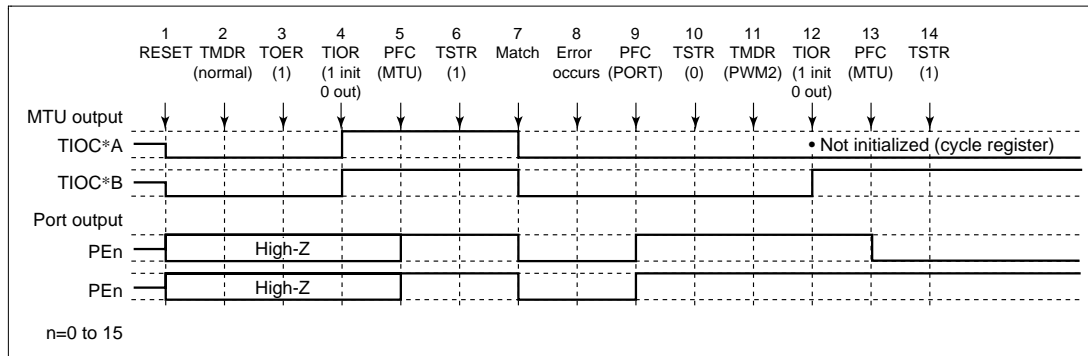 1 2 3 4 5 6 7 8 9 10 11 12 13 14
RESET TMDR TOER TIOR PFC TSTR Match Error PFC TSTR TMDR TIOR PFC TSTR
(normal) (1) (1 init (MTU) (1) occurs (PORT) (0) (PWM2) (1 init (MTU) (1)
0 out) 0 out)
MTU output
TIOC*A • Not initialized (cycle register)
TIOC*B
Port output
PEn High-Z
PEn High-Z
n=0 to 15